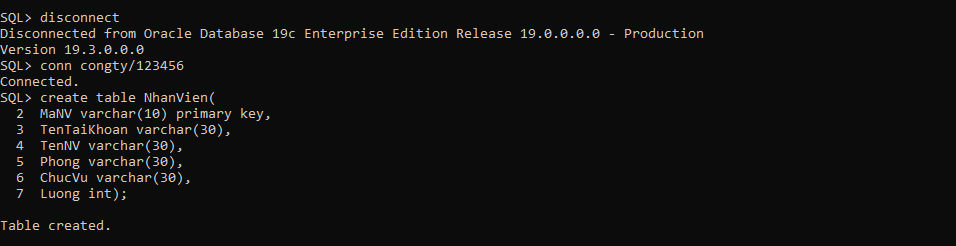 SQL> disconnect
Disconnected from Oracle Database 19c Enterprise Edition Release 19.0.0.0.0 - Production
Version 19.3.0.0.0
SQL> conn congty/123456
Connected.
SQL> create table NhanVien(
  2  MaNV varchar(10) primary key,
  3  TenTaiKhoan varchar(30),
  4  TenNV varchar(30),
  5  Phong varchar(30),
  6  ChucVu varchar(30),
  7  Luong int);
Table created.